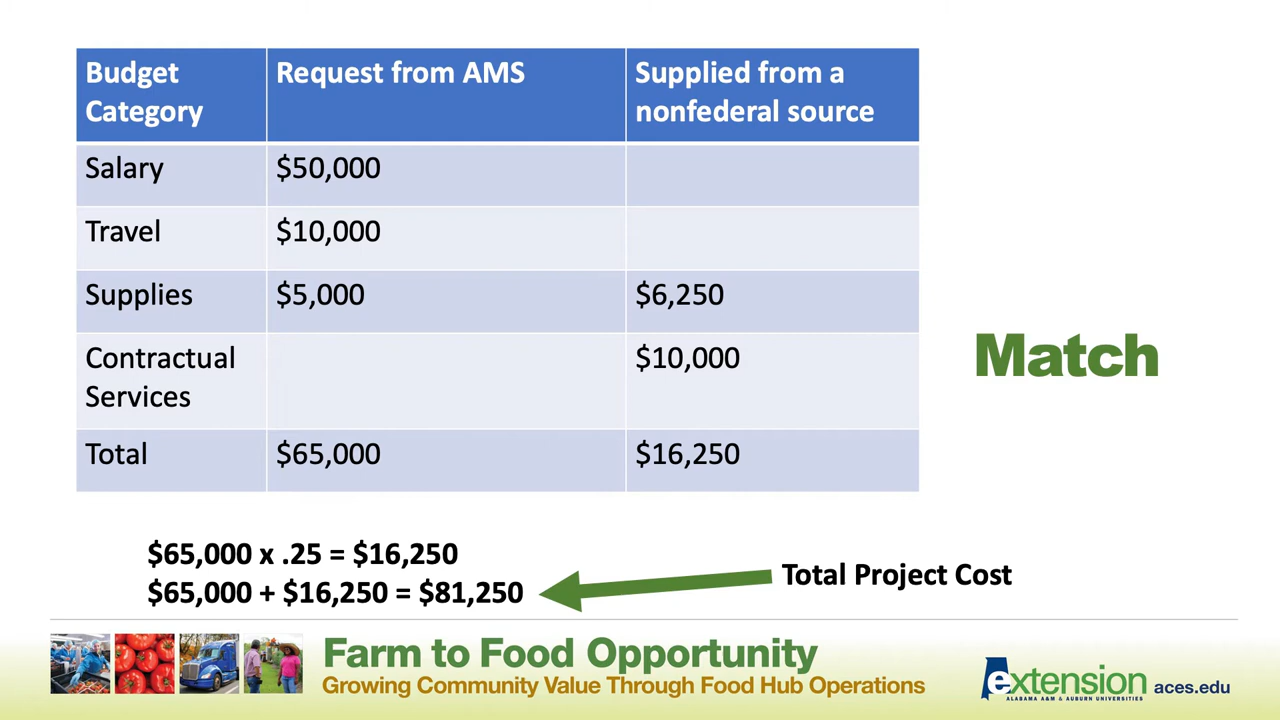 Budget Category
Request from AMS
Supplied from a nonfederal source
Salary
$50,000
Travel
$10,000
Supplies
$5,000
$6,250
Contractual Services
$10,000
Total
$65,000
$16,250
Match
$65,000 x .25 = $16,250
$65,000 + $16,250 = $81,250
Total Project Cost
Farm to Food Opportunity
Growing Community Value Through Food Hub Operations
extension
ALABAMA A&M & AUBURN UNIVERSITIES
aces.edu